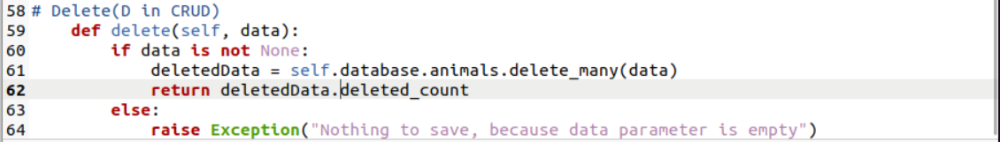 58 # Delete(D in CRUD)
59     def delete(self, data):
60         if data is not None:
61             deletedData = self.database.animals.delete_many(data)
62             return deletedData.deleted_count
63         else:
64             raise Exception("Nothing to save, because data parameter is empty")